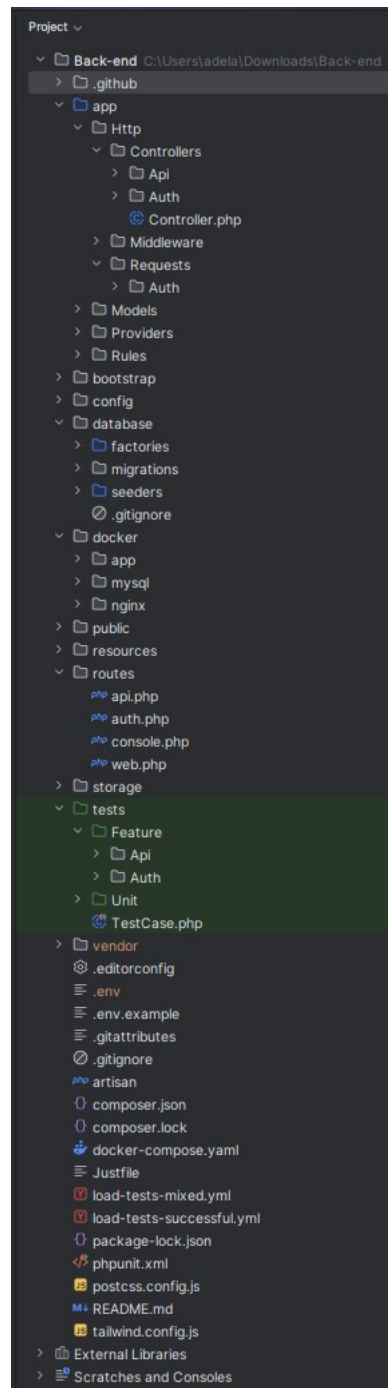 Project
Back-end C:\Users\adela\Downloads\Back-end
.github
app
Http
Controllers
Api
Auth
Controller.php
Middleware
Requests
Auth
Models
Providers
Rules
bootstrap
config
database
factories
migrations
seeders
.gitignore
docker
app
mysql
nginx
public
resources
routes
php api.php
php auth.php
php console.php
php web.php
storage
tests
Feature
Api
Auth
Unit
TestCase.php
vendor
.editorconfig
.env
.env.example
.gitattributes
.gitignore
php artisan
composer.json
composer.lock
docker-compose.yaml
Justfile
Y load-tests-mixed.yml
Y load-tests-successful.yml
package-lock.json
phpunit.xml
JS postcss.config.js
M↓ README.md
JS tailwind.config.js
External Libraries
Scratches and Consoles